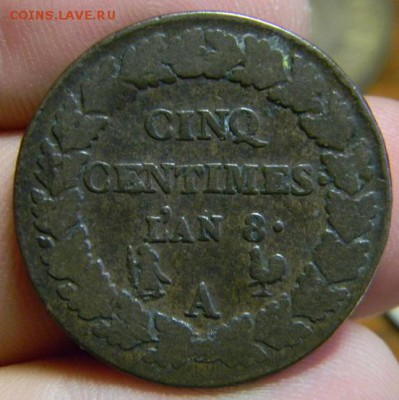 COINS.LAVE.RU
CINQ
CENTIMES.
L'AN 8.
A